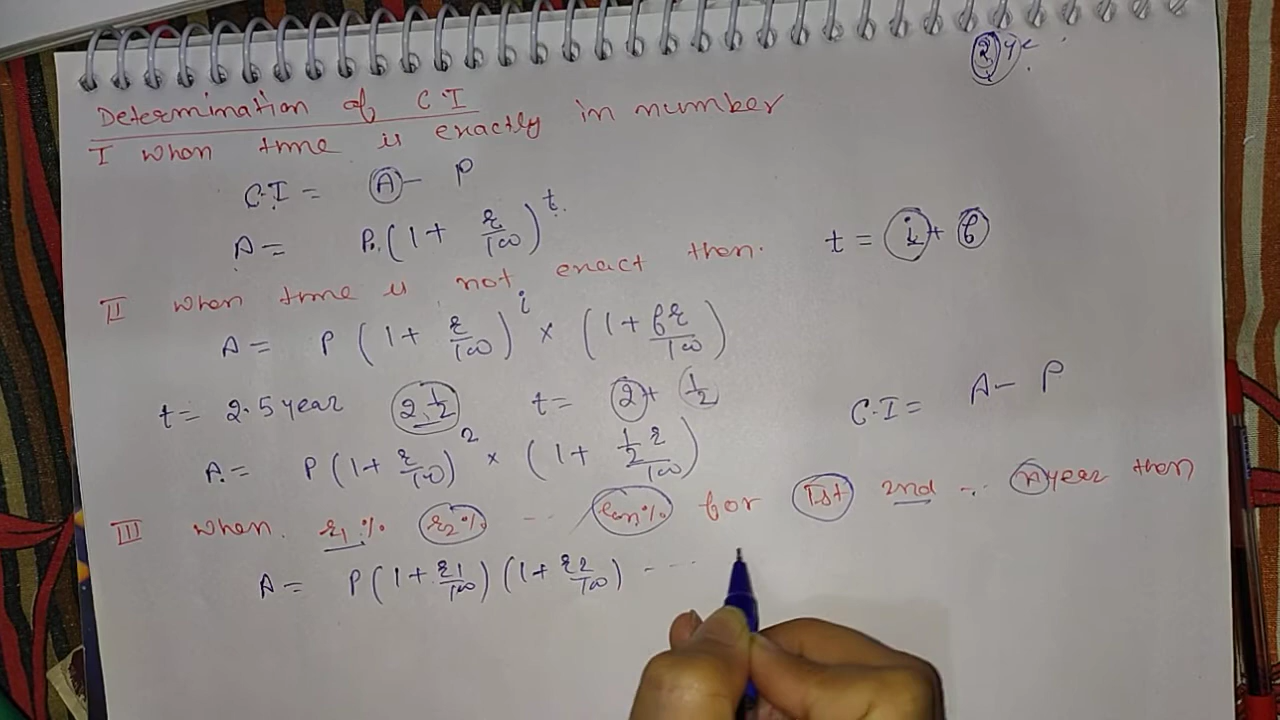 2 yr.
Determination of C.I
I when time is exactly in number
C.I = A - P
A = P.(1 + r/100)^t.
t = i + f
II when time is not exact then.
A = P (1 + r/100)^i × (1 + fr/100)
t = 2.5 year 2.1/2 t = 2 + 1/2
C.I = A - P
A = P(1 + r/100)^2 × (1 + 1/2 r/100)
III when. r1% r2% -- rn% for Ist 2nd -.. n year then
A = P(1 + r1/100)(1 + r2/100) ----